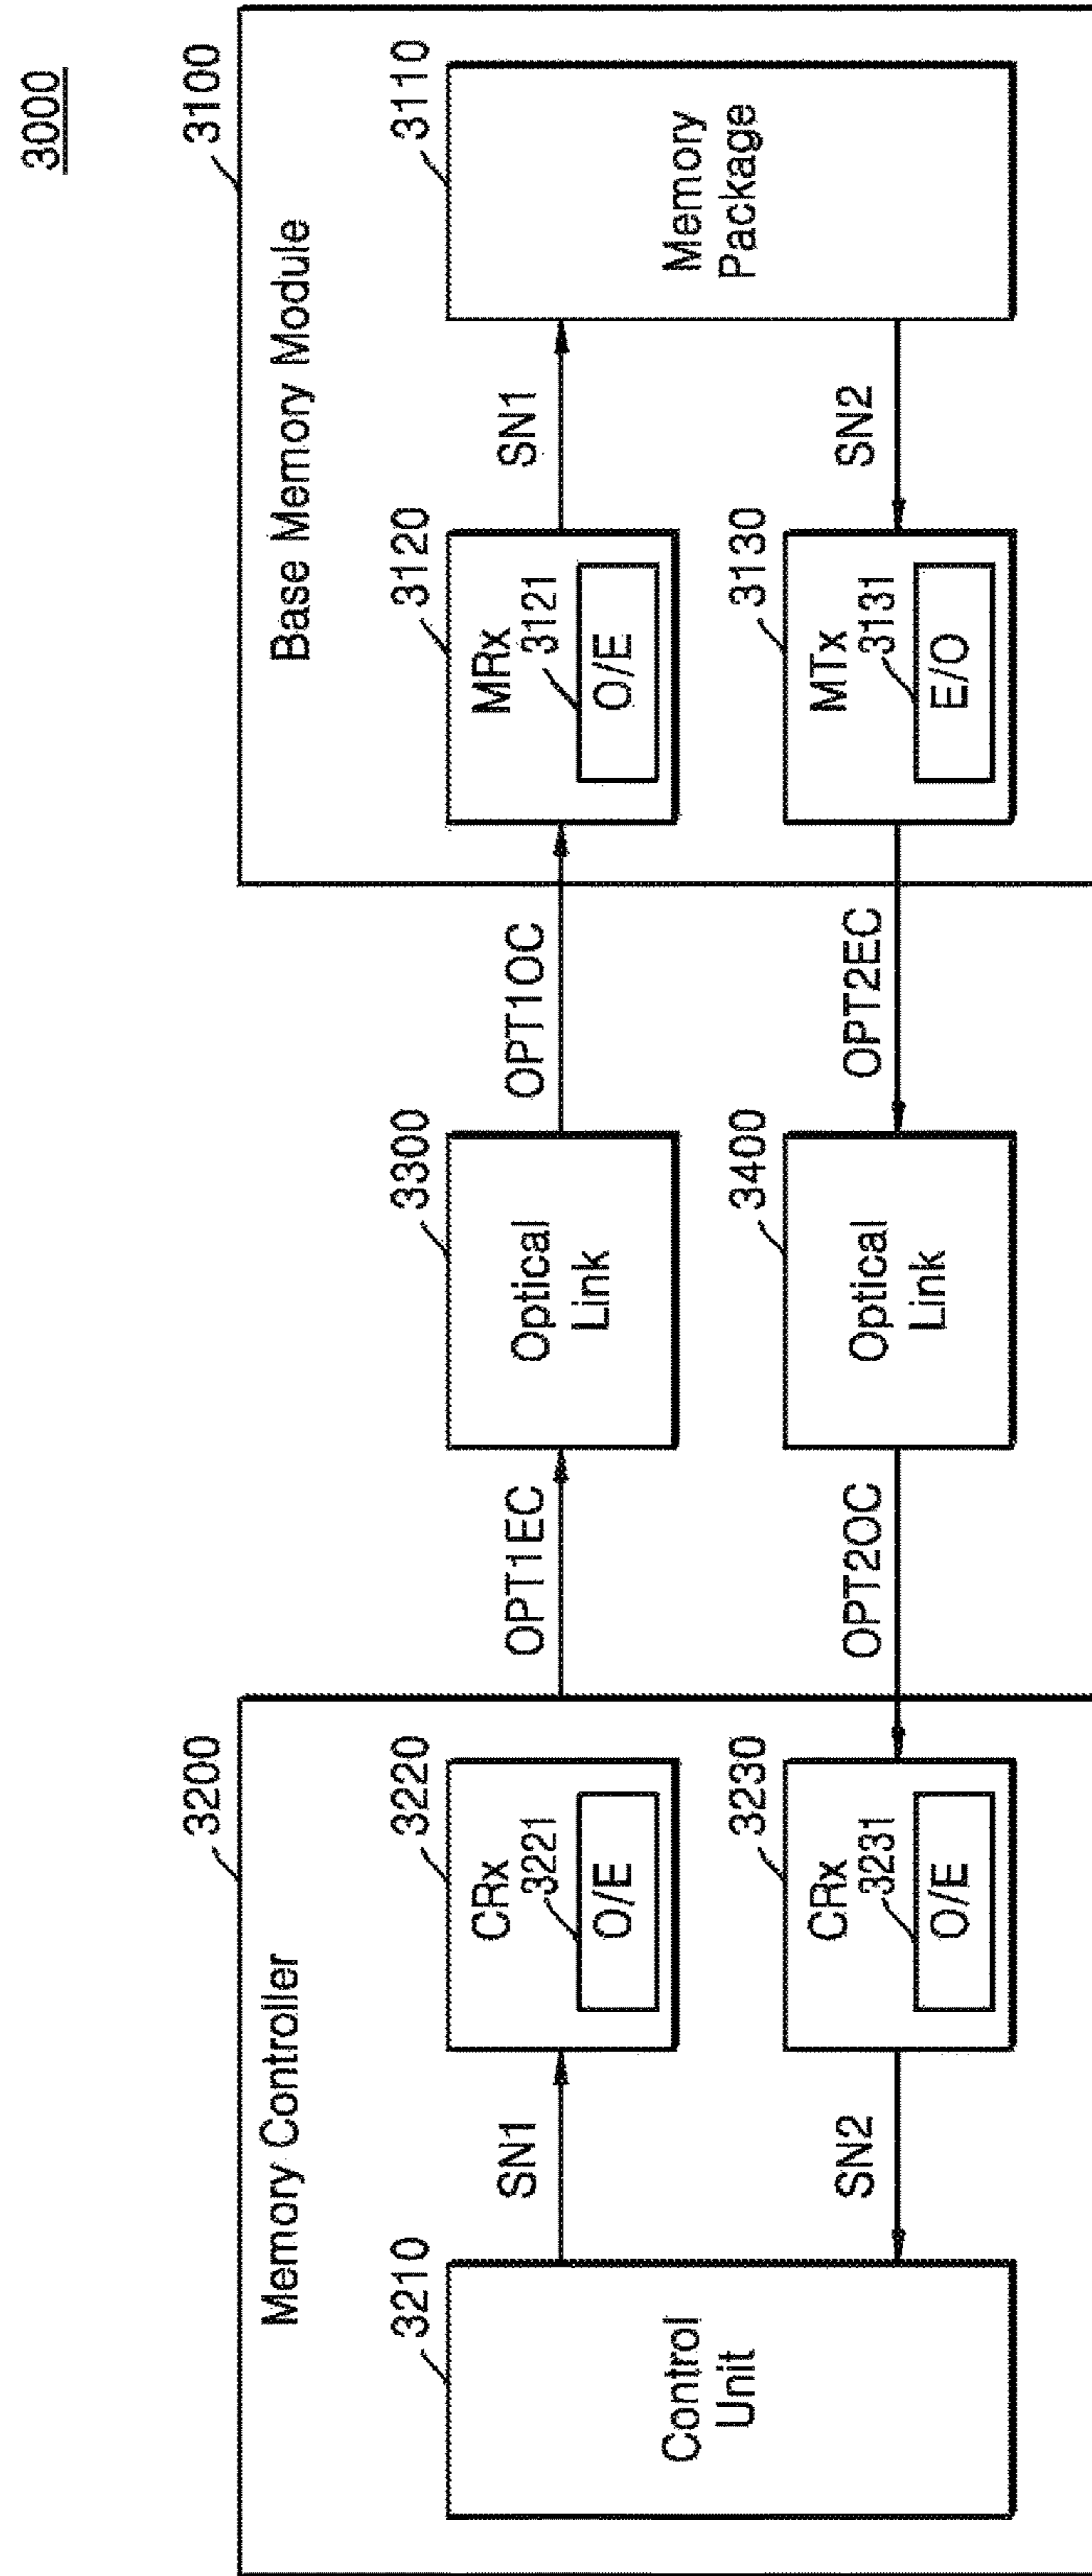 3000
Memory Controller
3200
Base Memory Module
3100
3210
Control
Unit
SN1
3220
CRx
3221
O/E
OPT1EC
3300
Optical
Link
OPT1OC
3120
MRx
3121
O/E
SN1
3110
Memory
Package
SN2
3230
CRx
3231
O/E
OPT2OC
3400
Optical
Link
OPT2EC
3130
MTx
3131
E/O
SN2